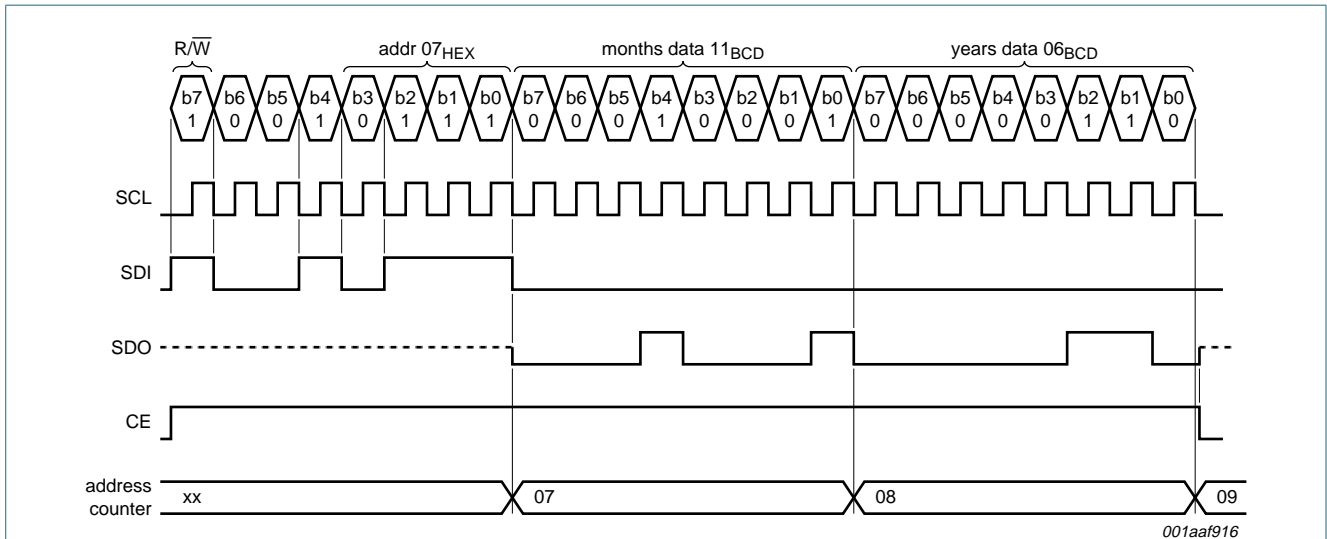 R/W addr 07HEX months data 11BCD years data 06BCD
b7 b6 b5 b4 b3 b2 b1 b0 b7 b6 b5 b4 b3 b2 b1 b0 b7 b6 b5 b4 b3 b2 b1 b0
1 0 0 1 0 1 1 1 0 0 0 1 0 0 0 1 0 0 0 0 0 1 1 0
SCL
SDI
SDO
CE
address
counter
xx 07 08 09
001aaf916